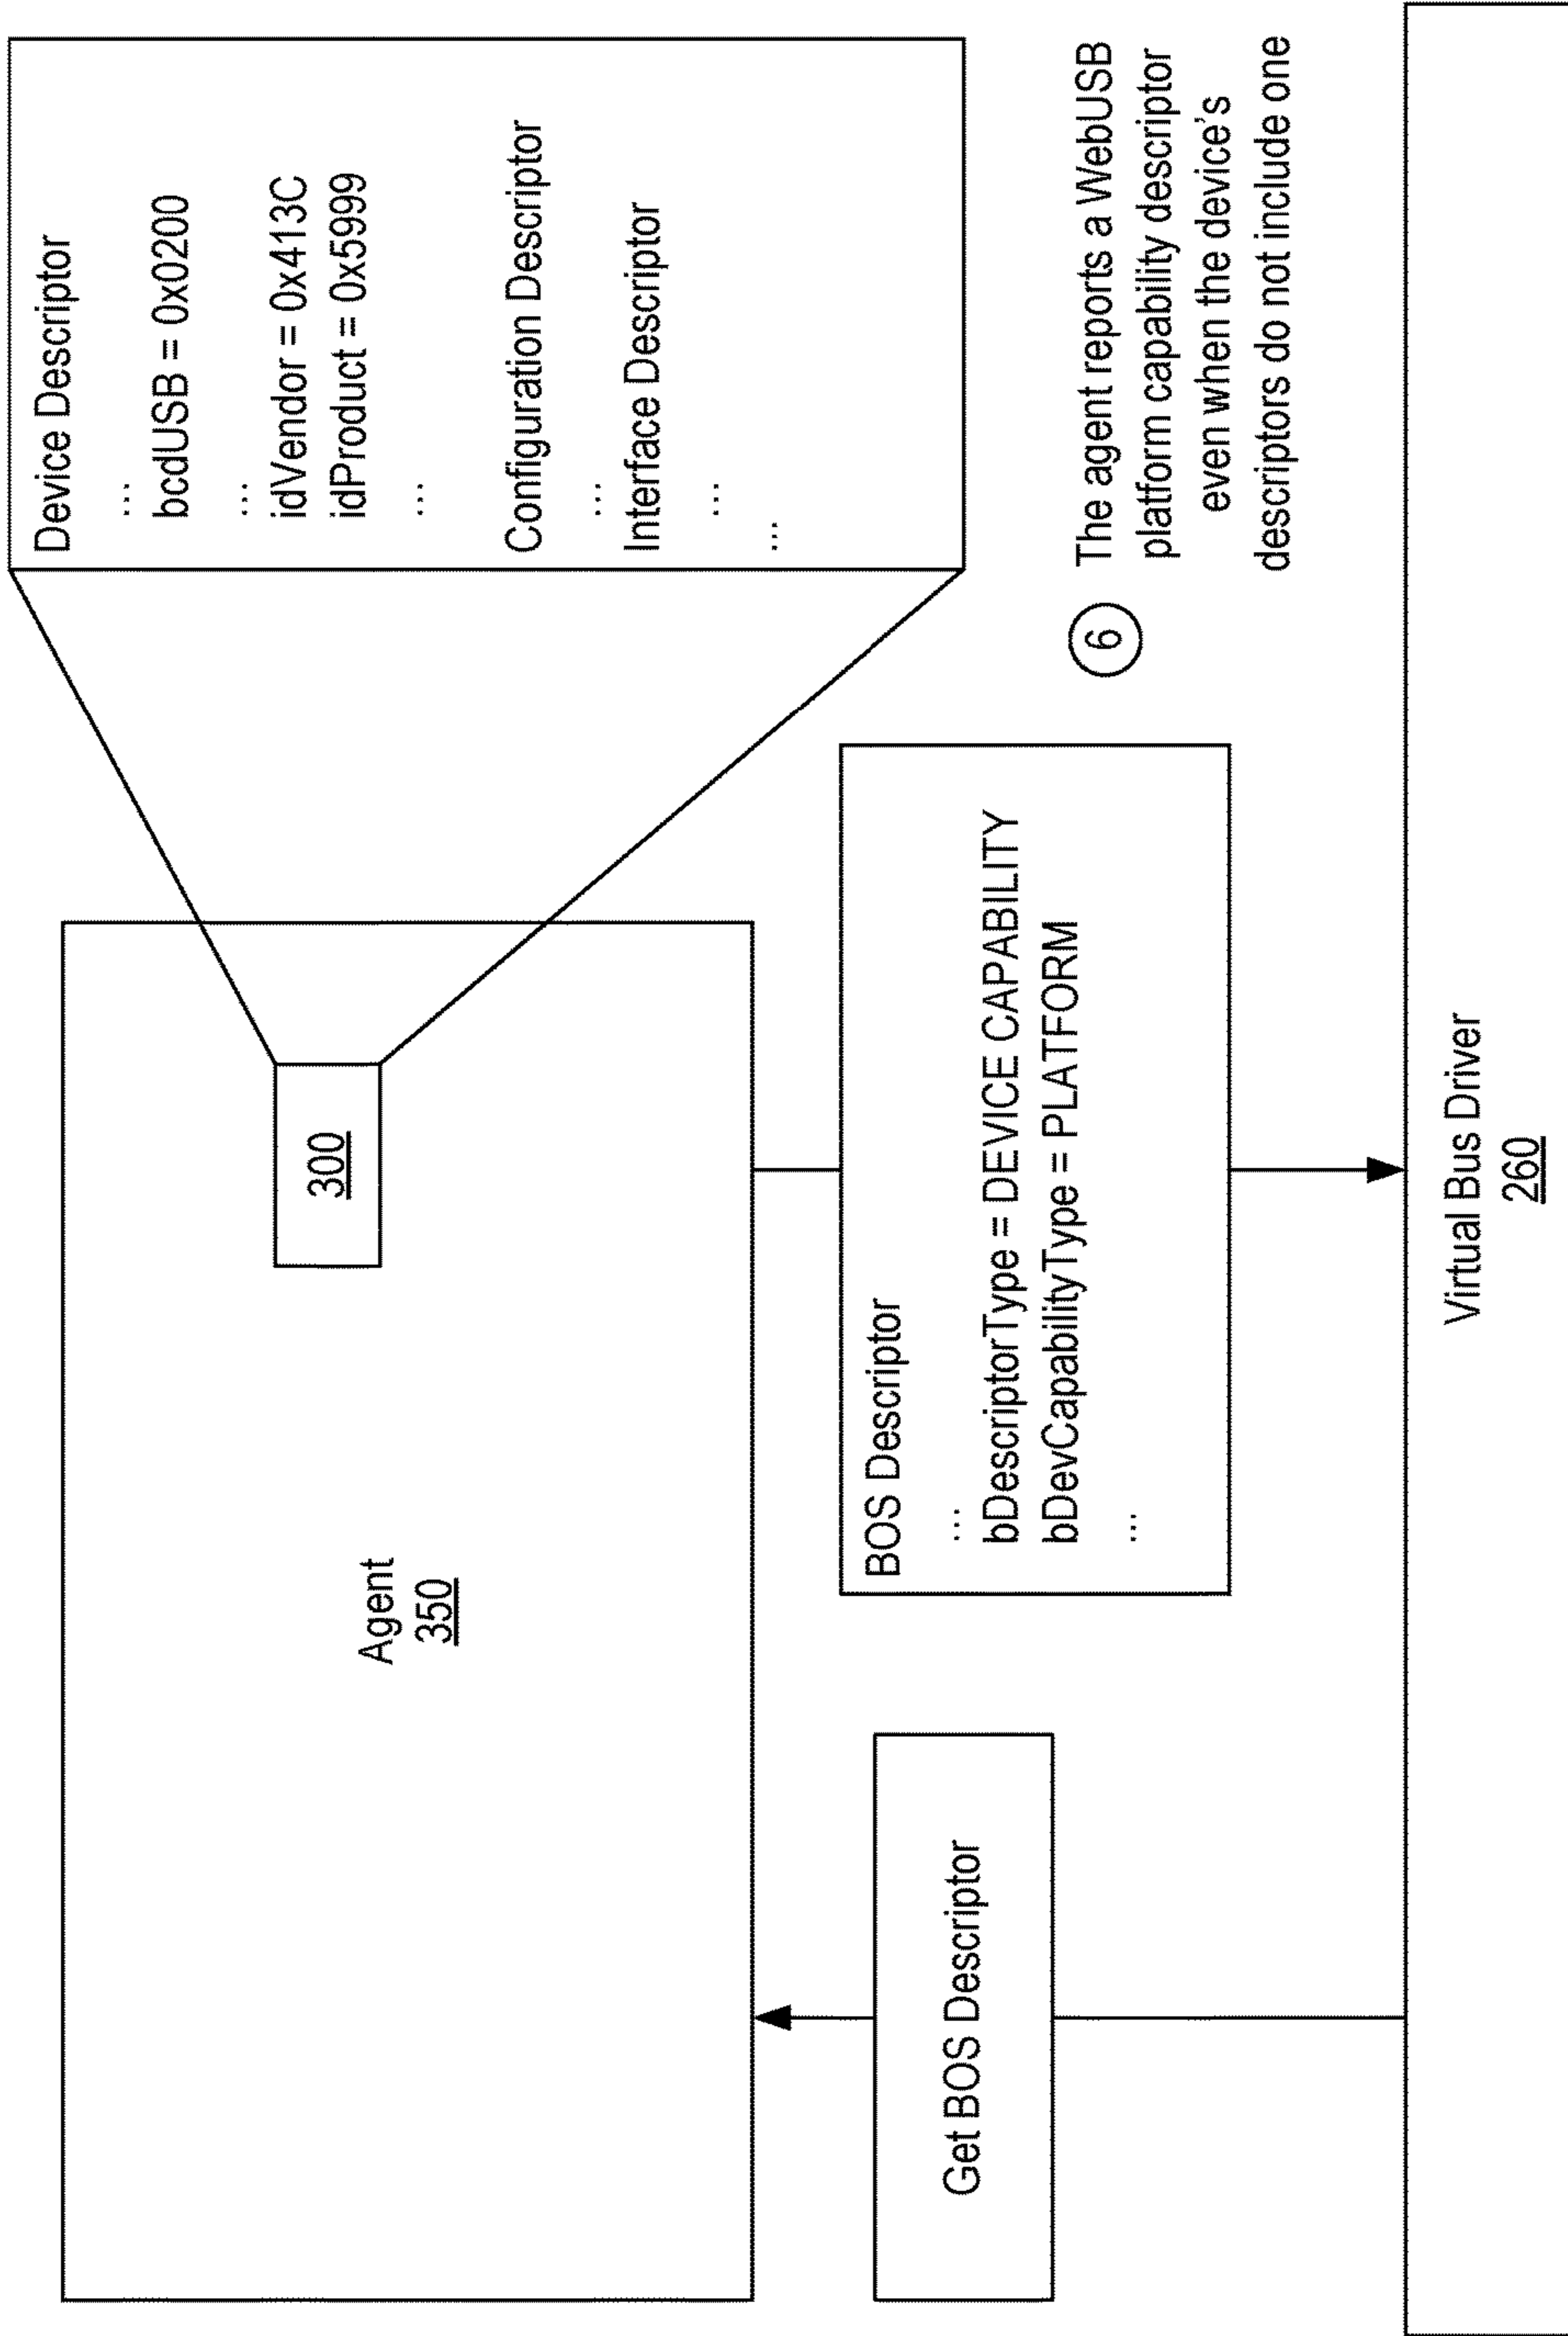 Agent
350
300
Device Descriptor
...
bcdUSB = 0x0200
...
idVendor = 0x413C
idProduct = 0x5999
...
Configuration Descriptor
...
Interface Descriptor
...
...
Get BOS Descriptor
BOS Descriptor
...
bDescriptorType = DEVICE CAPABILITY
bDevCapabilityType = PLATFORM
...
6
The agent reports a WebUSB
platform capability descriptor
even when the device's
descriptors do not include one
Virtual Bus Driver
260